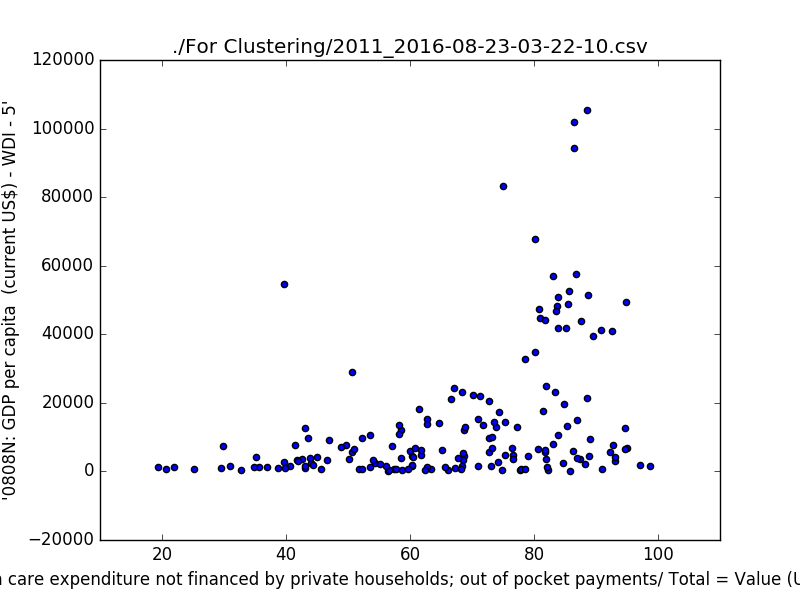 ./For Clustering/2011_2016-08-23-03-22-10.csv
120000
100000
80000
60000
40000
20000
0
−20000
'0808N: GDP per capita  (current US$) - WDI - 5'
20 40 60 80 100
care expenditure not financed by private households; out of pocket payments/ Total = Value (U